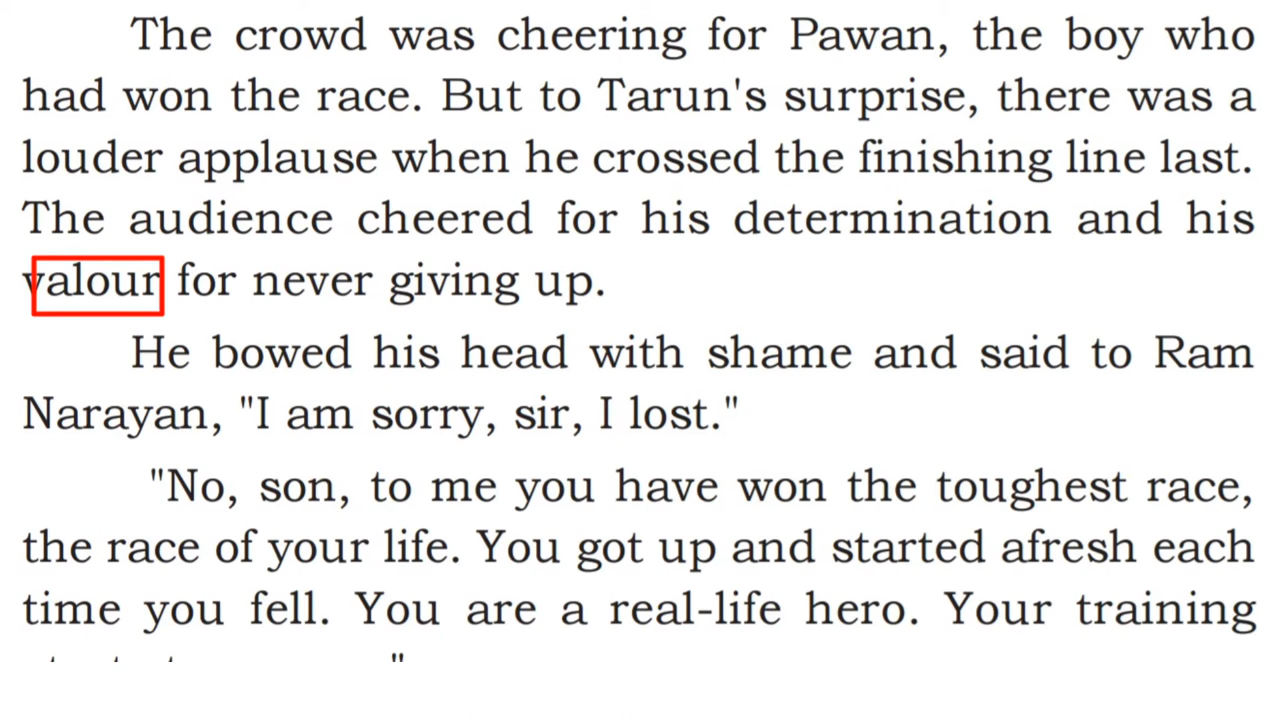 The crowd was cheering for Pawan, the boy who
had won the race. But to Tarun's surprise, there was a
louder applause when he crossed the finishing line last.
The audience cheered for his determination and his
valour for never giving up.
He bowed his head with shame and said to Ram
Narayan, "I am sorry, sir, I lost."
"No, son, to me you have won the toughest race,
the race of your life. You got up and started afresh each
time you fell. You are a real-life hero. Your training